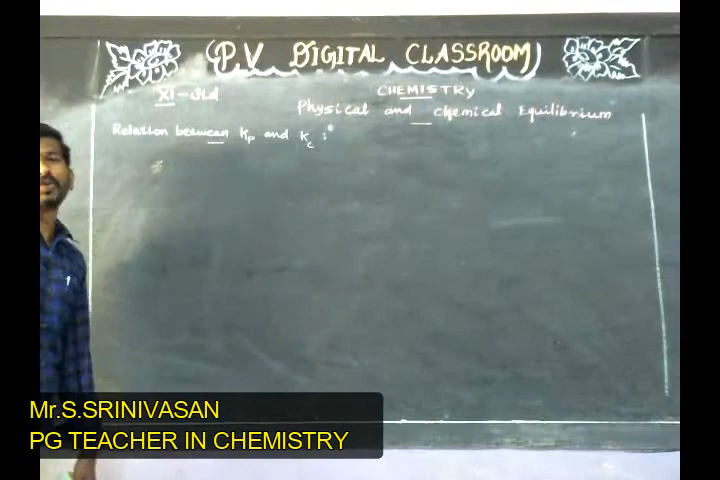 (P.V DIGITAL CLASSROOM)
XI-Std
CHEMISTRY
Physical and Chemical Equilibrium
Relation between Kp and Kc :
Mr.S.SRINIVASAN
PG TEACHER IN CHEMISTRY